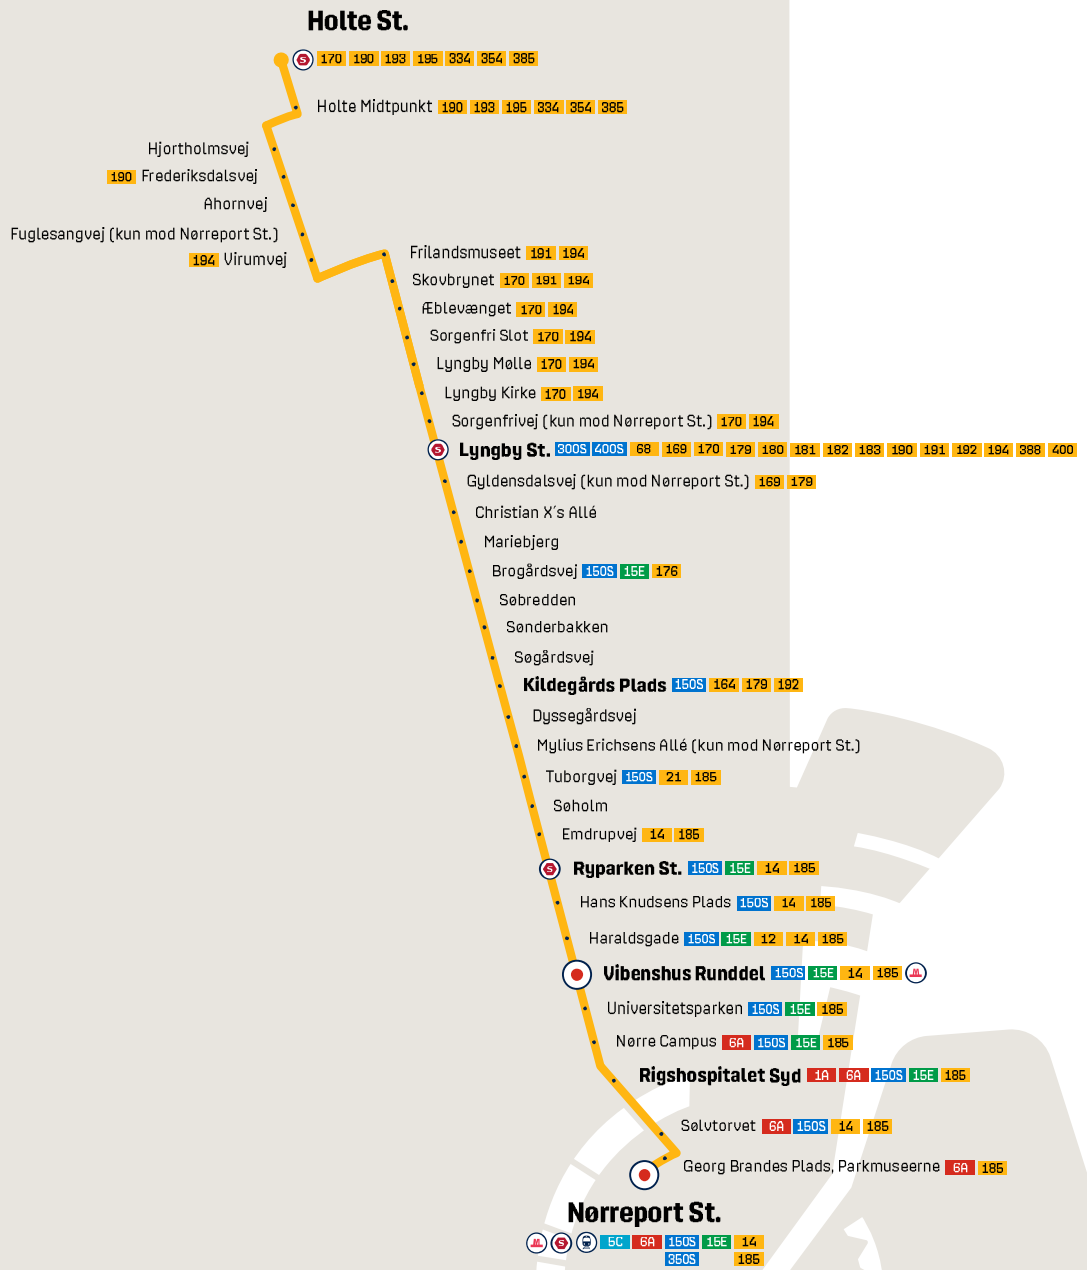 Holte St.
S 170 190 193 195 334 354 385
Holte Midtpunkt 190 193 195 334 354 385
Hjortholmsvej
190 Frederiksdalsvej
Ahornvej
Fuglesangvej (kun mod Nørreport St.)
194 Virumvej
Frilandsmuseet 191 194
Skovbrynet 170 191 194
Æblevænget 170 194
Sorgenfri Slot 170 194
Lyngby Mølle 170 194
Lyngby Kirke 170 194
Sorgenfrivej (kun mod Nørreport St.) 170 194
S Lyngby St. 300S 400S 68 169 170 179 180 181 182 183 190 191 192 194 388 400
Gyldensdalsvej (kun mod Nørreport St.) 169 179
Christian X´s Allé
Mariebjerg
Brogårdsvej 150S 15E 176
Søbredden
Sønderbakken
Søgårdsvej
Kildegårds Plads 150S 164 179 192
Dyssegårdsvej
Mylius Erichsens Allé (kun mod Nørreport St.)
Tuborgvej 150S 21 185
Søholm
Emdrupvej 14 185
S Ryparken St. 150S 15E 14 185
Hans Knudsens Plads 150S 14 185
Haraldsgade 150S 15E 12 14 185
Vibenshus Runddel 150S 15E 14 185 M
Universitetsparken 150S 15E 185
Nørre Campus 6A 150S 15E 185
Rigshospitalet Syd 1A 6A 150S 15E 185
Sølvtorvet 6A 150S 14 185
Georg Brandes Plads, Parkmuseerne 6A 185
Nørreport St.
M S 5C 6A 150S 15E 14
350S 185